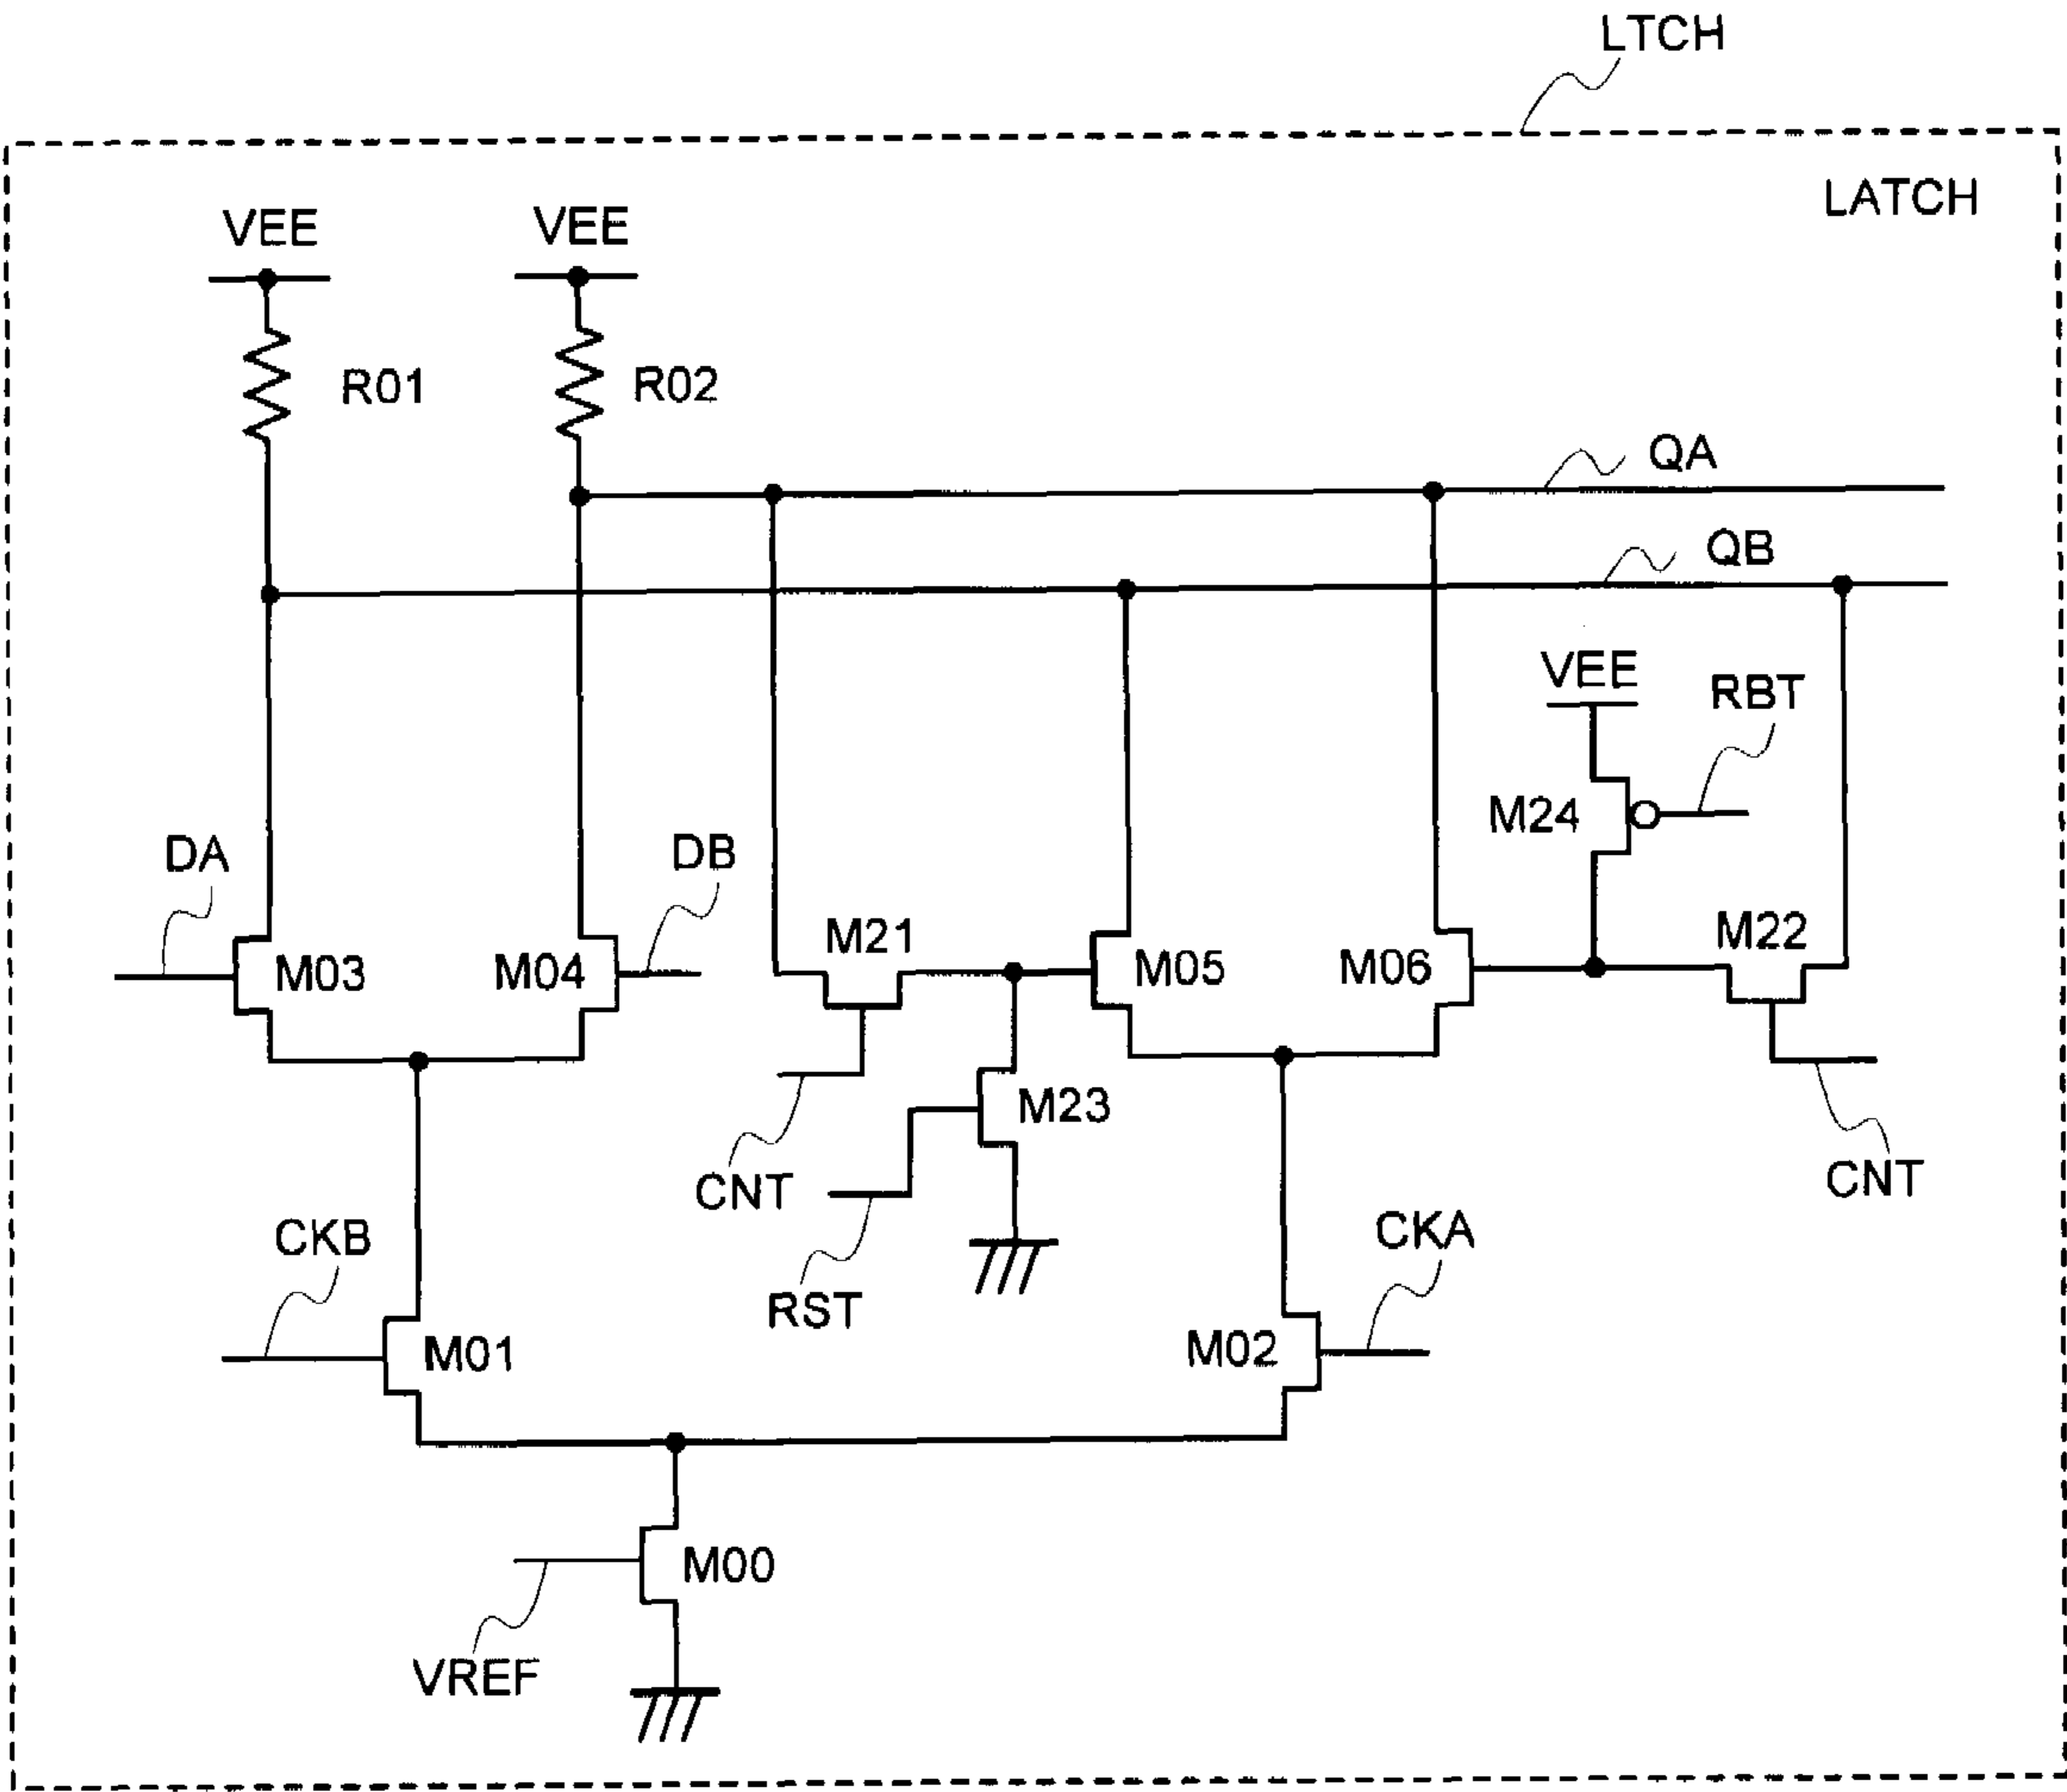 LTCH
LATCH
VEE
VEE
R01
R02
QA
QB
VEE
RBT
M24
DA
DB
M21
M22
M03
M04
M05
M06
M23
CNT
CNT
CKB
RST
CKA
M01
M02
M00
VREF